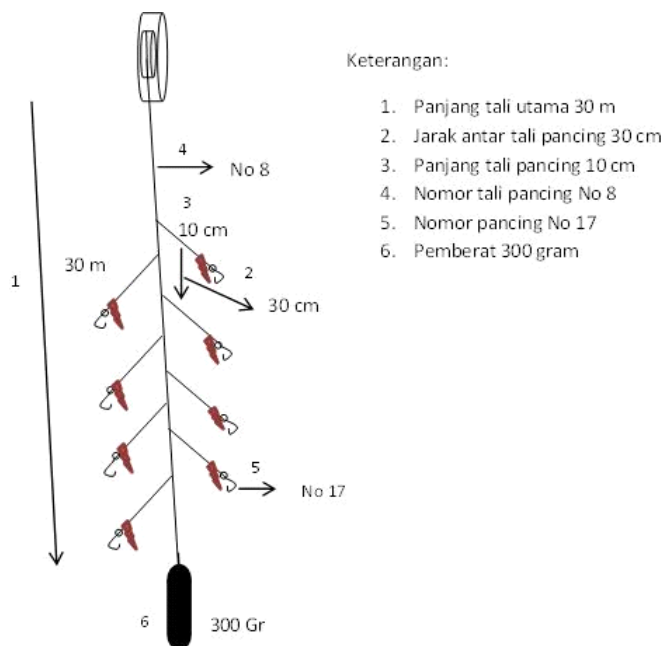 Keterangan:
1. Panjang tali utama 30 m
2. Jarak antar tali pancing 30 cm
3. Panjang tali pancing 10 cm
4. Nomor tali pancing No 8
5. Nomor pancing No 17
6. Pemberat 300 gram
4
No 8
3
10 cm
30 m
2
1
30 cm
5
No 17
6
300 Gr